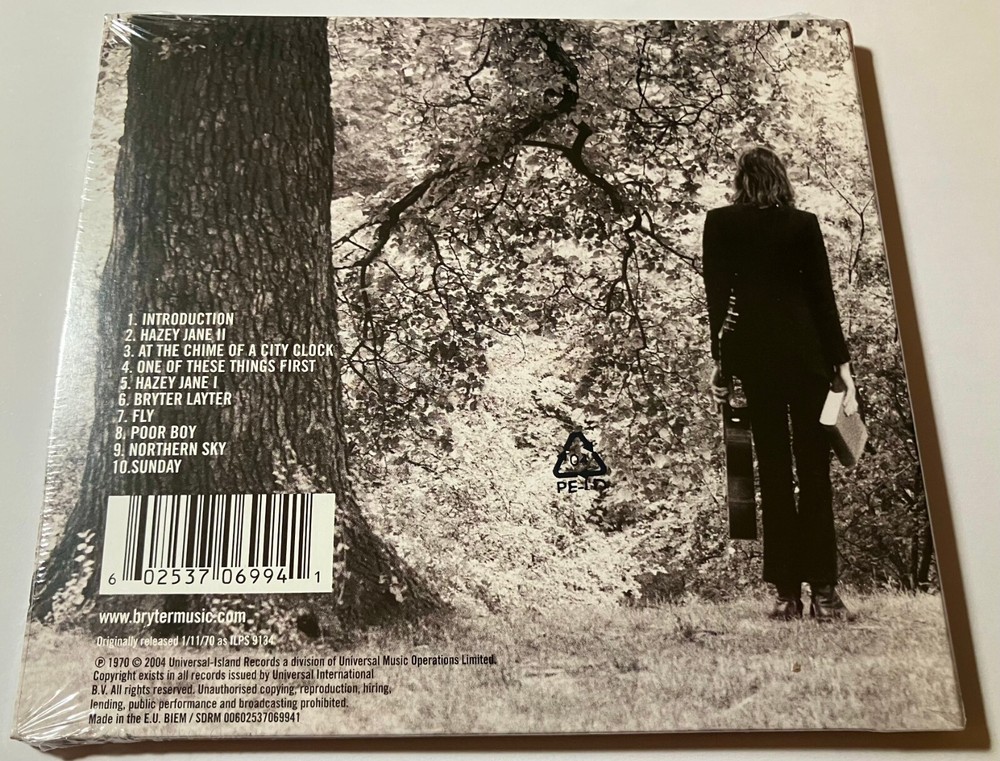 1. INTRODUCTION
2. HAZEY JANE II
3. AT THE CHIME OF A CITY CLOCK
4. ONE OF THESE THINGS FIRST
5. HAZEY JANE I
6. BRYTER LAYTER
7. FLY
8. POOR BOY
9. NORTHERN SKY
10.SUNDAY
6 02537 06994 1
www.brytermusic.com
Originally released 1/11/70 as ILPS 9134
℗ 1970 © 2004 Universal-Island Records a division of Universal Music Operations Limited.
Copyright exists in all records issued by Universal International
B.V. All rights reserved. Unauthorised copying, reproduction, hiring,
lending, public performance and broadcasting prohibited.
Made in the E.U. BIEM / SDRM 00602537069941